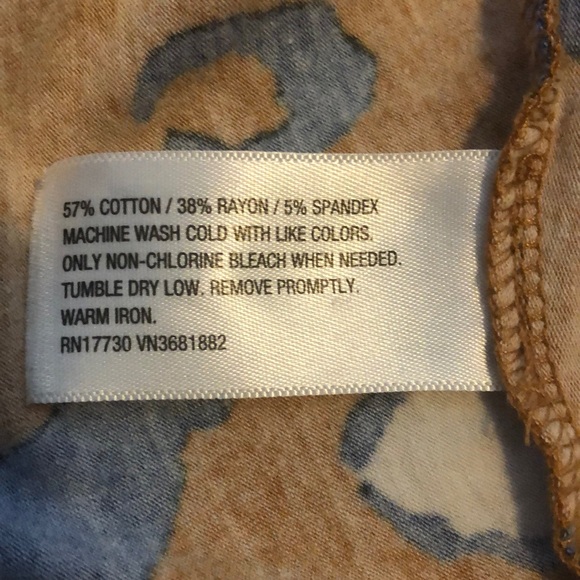 57% COTTON / 38% RAYON / 5% SPANDEX
MACHINE WASH COLD WITH LIKE COLORS.
ONLY NON-CHLORINE BLEACH WHEN NEEDED.
TUMBLE DRY LOW. REMOVE PROMPTLY.
WARM IRON.
RN17730 VN3681882